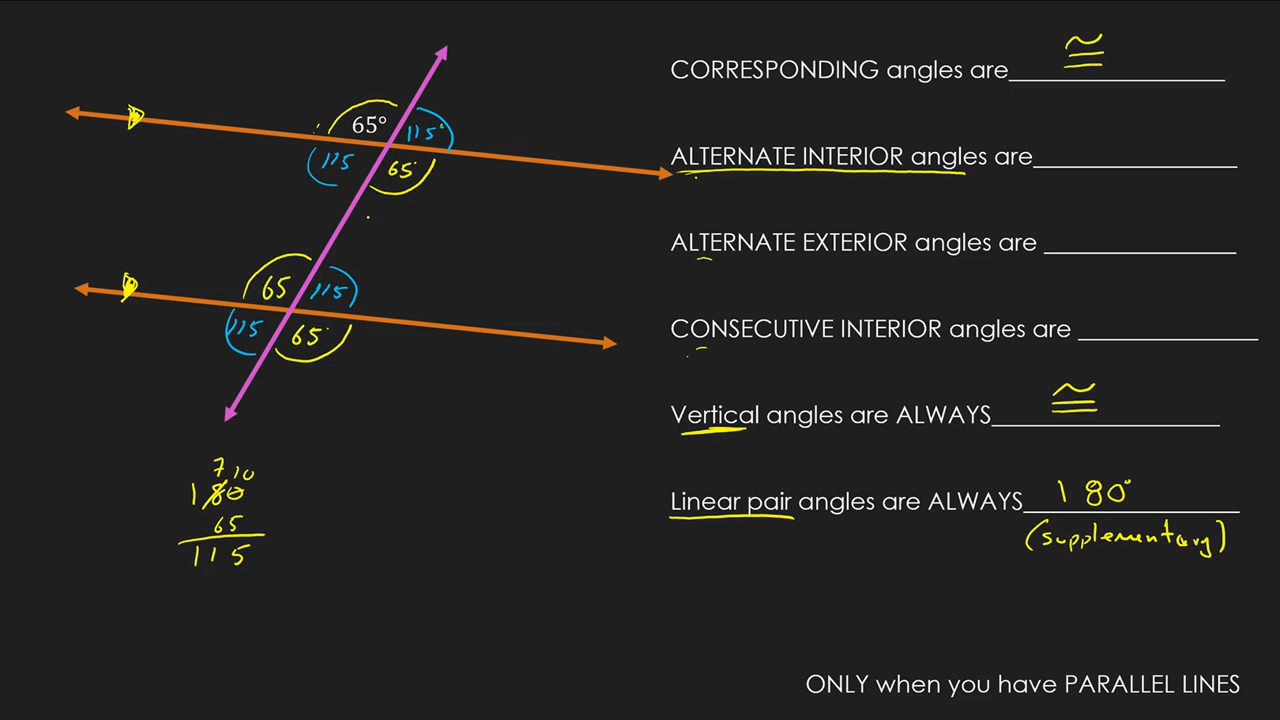 65°
115°
115
65
65
115
115
65
7 10
180
65
115
CORRESPONDING angles are ≅
ALTERNATE INTERIOR angles are
ALTERNATE EXTERIOR angles are
CONSECUTIVE INTERIOR angles are
Vertical angles are ALWAYS ≅
Linear pair angles are ALWAYS 180°
(supplementary)
ONLY when you have PARALLEL LINES